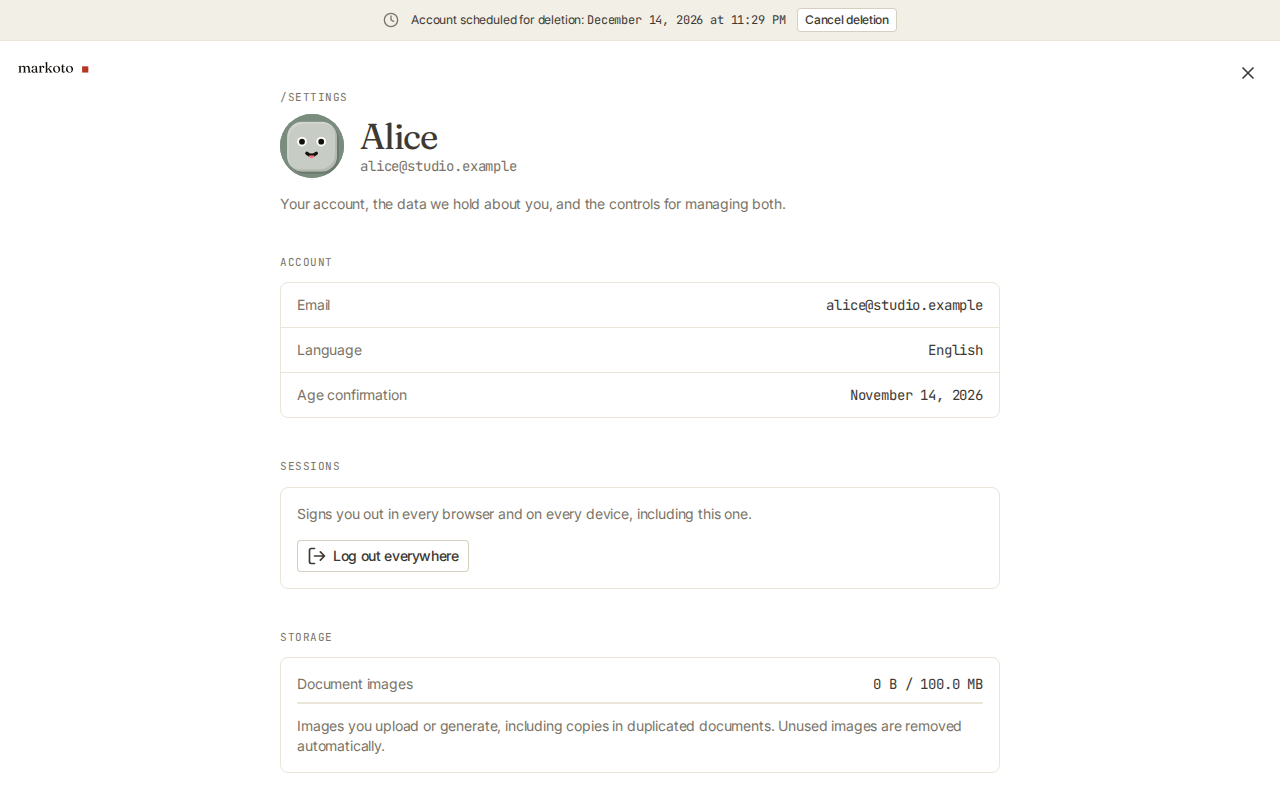 Account scheduled for deletion: December 14, 2026 at 11:29 PM Cancel deletion
markoto
/SETTINGS
Alice
alice@studio.example
Your account, the data we hold about you, and the controls for managing both.
ACCOUNT
Email alice@studio.example
Language English
Age confirmation November 14, 2026
SESSIONS
Signs you out in every browser and on every device, including this one.
Log out everywhere
STORAGE
Document images 0 B / 100.0 MB
Images you upload or generate, including copies in duplicated documents. Unused images are removed
automatically.